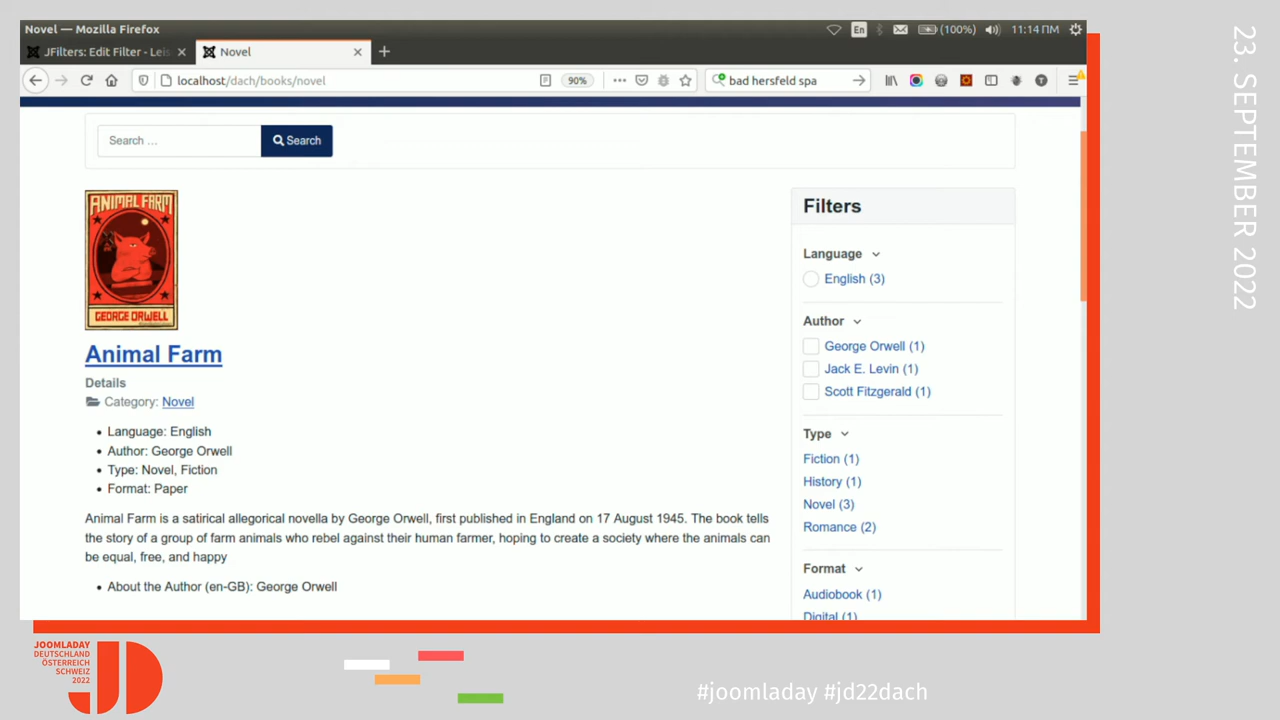 Novel — Mozilla Firefox
En
(100%)
11:14 ΠΜ
JFilters: Edit Filter - Leis
Novel
localhost/dach/books/novel
90%
bad hersfeld spa
Search …
Search
ANIMAL FARM
GEORGE ORWELL
Animal Farm
Details
Category: Novel
Language: English
Author: George Orwell
Type: Novel, Fiction
Format: Paper
Animal Farm is a satirical allegorical novella by George Orwell, first published in England on 17 August 1945. The book tells
the story of a group of farm animals who rebel against their human farmer, hoping to create a society where the animals can
be equal, free, and happy
About the Author (en-GB): George Orwell
Filters
Language
English (3)
Author
George Orwell (1)
Jack E. Levin (1)
Scott Fitzgerald (1)
Type
Fiction (1)
History (1)
Novel (3)
Romance (2)
Format
Audiobook (1)
Digital (1)
23. SEPTEMBER 2022
JOOMLADAY
DEUTSCHLAND
ÖSTERREICH
SCHWEIZ
2022
JD
#joomladay #jd22dach